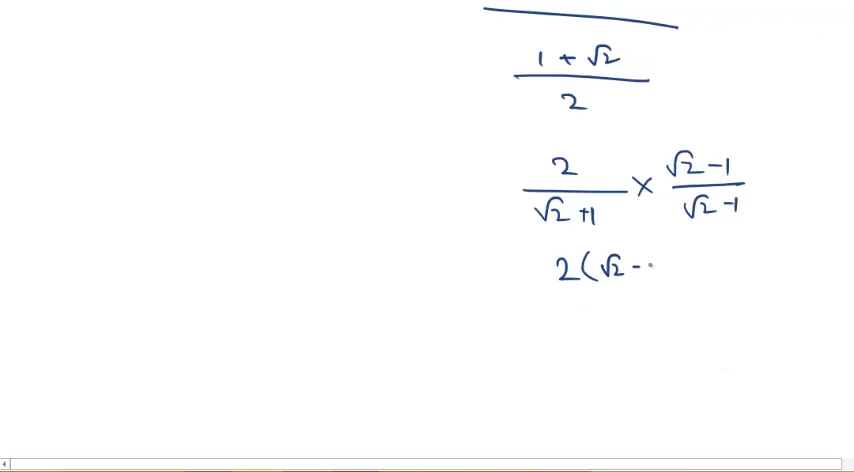 1 + √2
2
2 × √2 - 1
√2 + 1 √2 - 1
2(√2 -